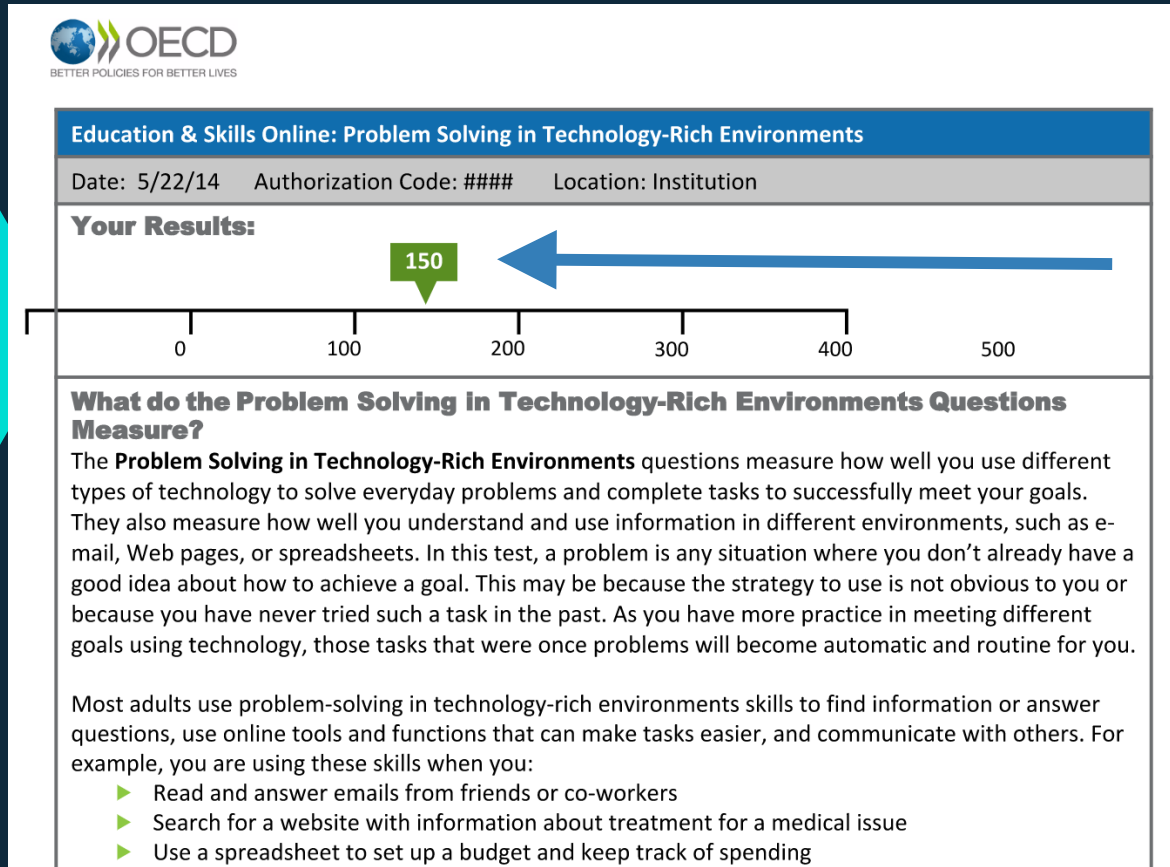 OECD
BETTER POLICIES FOR BETTER LIVES
Education & Skills Online: Problem Solving in Technology-Rich Environments
Date: 5/22/14 Authorization Code: #### Location: Institution
Your Results:
150
0 100 200 300 400 500
What do the Problem Solving in Technology-Rich Environments Questions
Measure?
The Problem Solving in Technology-Rich Environments questions measure how well you use different
types of technology to solve everyday problems and complete tasks to successfully meet your goals.
They also measure how well you understand and use information in different environments, such as e-
mail, Web pages, or spreadsheets. In this test, a problem is any situation where you don’t already have a
good idea about how to achieve a goal. This may be because the strategy to use is not obvious to you or
because you have never tried such a task in the past. As you have more practice in meeting different
goals using technology, those tasks that were once problems will become automatic and routine for you.
Most adults use problem-solving in technology-rich environments skills to find information or answer
questions, use online tools and functions that can make tasks easier, and communicate with others. For
example, you are using these skills when you:
Read and answer emails from friends or co-workers
Search for a website with information about treatment for a medical issue
Use a spreadsheet to set up a budget and keep track of spending